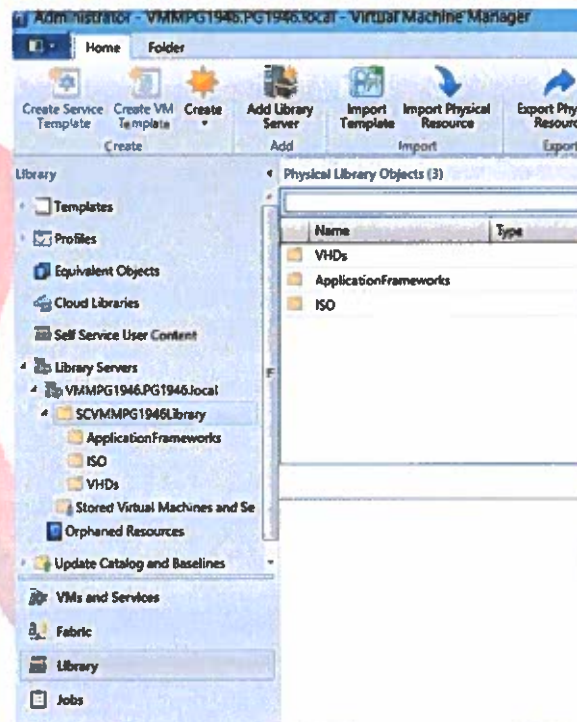 Administrator - VMMPG1946.PG1946.local - Virtual Machine Manager
Home Folder
Create Service Template
Create VM Template
Create
Add Library Server
Import Template
Import Physical Resource
Export Phy
Resourc
Create Add Import Export
Library
Physical Library Objects (3)
Templates
Profiles
Equivalent Objects
Cloud Libraries
Self Service User Content
Library Servers
VMMPG1946.PG1946.local
SCVMMPG1946Library
ApplicationFrameworks
ISO
VHDs
Stored Virtual Machines and Se
Orphaned Resources
Update Catalog and Baselines
VMs and Services
Fabric
Library
Jobs
Name Type
VHDs
ApplicationFrameworks
ISO